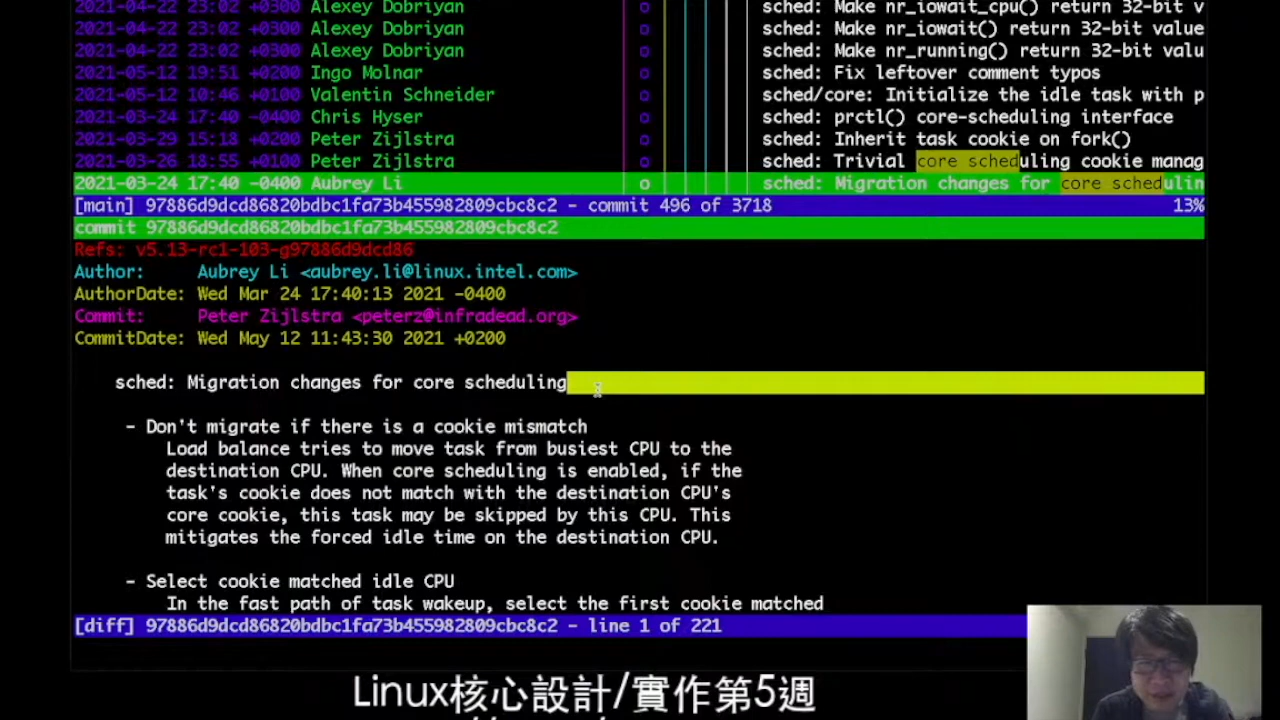 2021-04-22 23:02 +0300 Alexey Dobriyan o sched: Make nr_iowait_cpu() return 32-bit v
2021-04-22 23:02 +0300 Alexey Dobriyan o sched: Make nr_iowait() return 32-bit value
2021-04-22 23:02 +0300 Alexey Dobriyan o sched: Make nr_running() return 32-bit valu
2021-05-12 19:51 +0200 Ingo Molnar o sched: Fix leftover comment typos
2021-05-12 10:46 +0100 Valentin Schneider o sched/core: Initialize the idle task with p
2021-03-24 17:40 -0400 Chris Hyser o sched: prctl() core-scheduling interface
2021-03-29 15:18 +0200 Peter Zijlstra o sched: Inherit task cookie on fork()
2021-03-26 18:55 +0100 Peter Zijlstra o sched: Trivial core scheduling cookie manag
2021-03-24 17:40 -0400 Aubrey Li o sched: Migration changes for core schedulin
[main] 97886d9dcd86820bdbc1fa73b455982809cbc8c2 - commit 496 of 3718 13%
commit 97886d9dcd86820bdbc1fa73b455982809cbc8c2
Refs: v5.13-rc1-103-g97886d9dcd86
Author: Aubrey Li <aubrey.li@linux.intel.com>
AuthorDate: Wed Mar 24 17:40:13 2021 -0400
Commit: Peter Zijlstra <peterz@infradead.org>
CommitDate: Wed May 12 11:43:30 2021 +0200
sched: Migration changes for core scheduling
- Don't migrate if there is a cookie mismatch
Load balance tries to move task from busiest CPU to the
destination CPU. When core scheduling is enabled, if the
task's cookie does not match with the destination CPU's
core cookie, this task may be skipped by this CPU. This
mitigates the forced idle time on the destination CPU.
- Select cookie matched idle CPU
In the fast path of task wakeup, select the first cookie matched
[diff] 97886d9dcd86820bdbc1fa73b455982809cbc8c2 - line 1 of 221
Linux核心設計/實作第5週